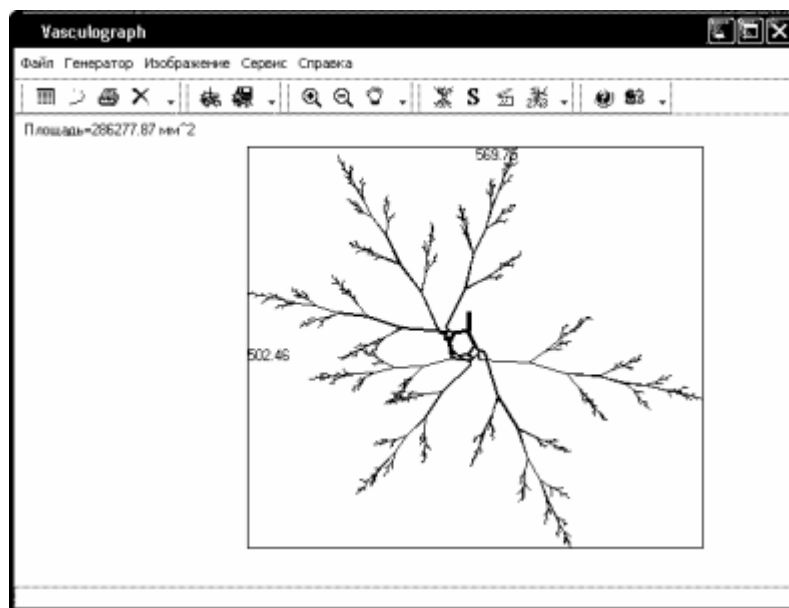 Vasculograph
Файл Генератор Изображение Сервис Справка
S
Площадь=286277.87 мм^2
569.75
502.46